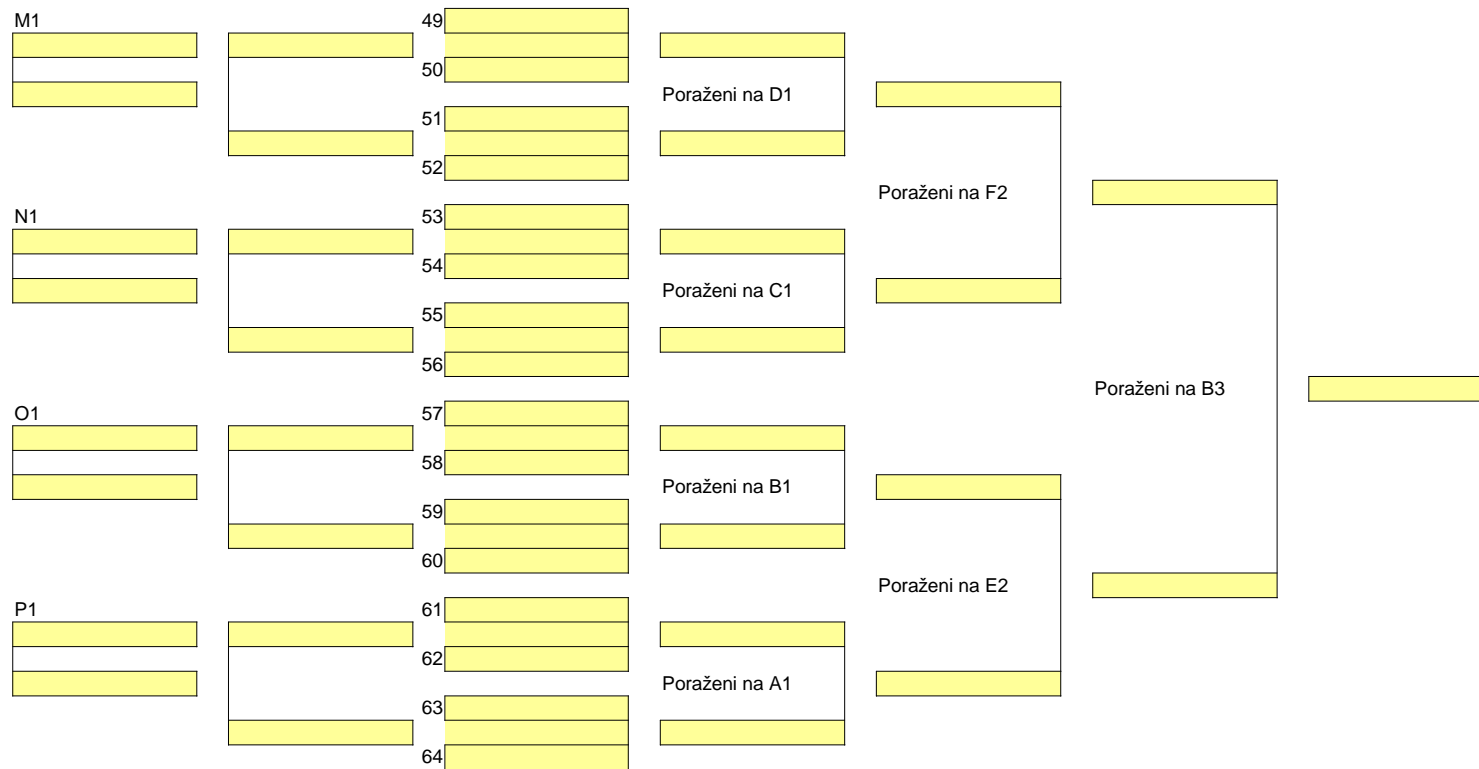 M1
49
50
Poraženi na D1
51
52
Poraženi na F2
N1
53
54
Poraženi na C1
55
56
Poraženi na B3
O1
57
58
Poraženi na B1
59
60
Poraženi na E2
P1
61
62
Poraženi na A1
63
64